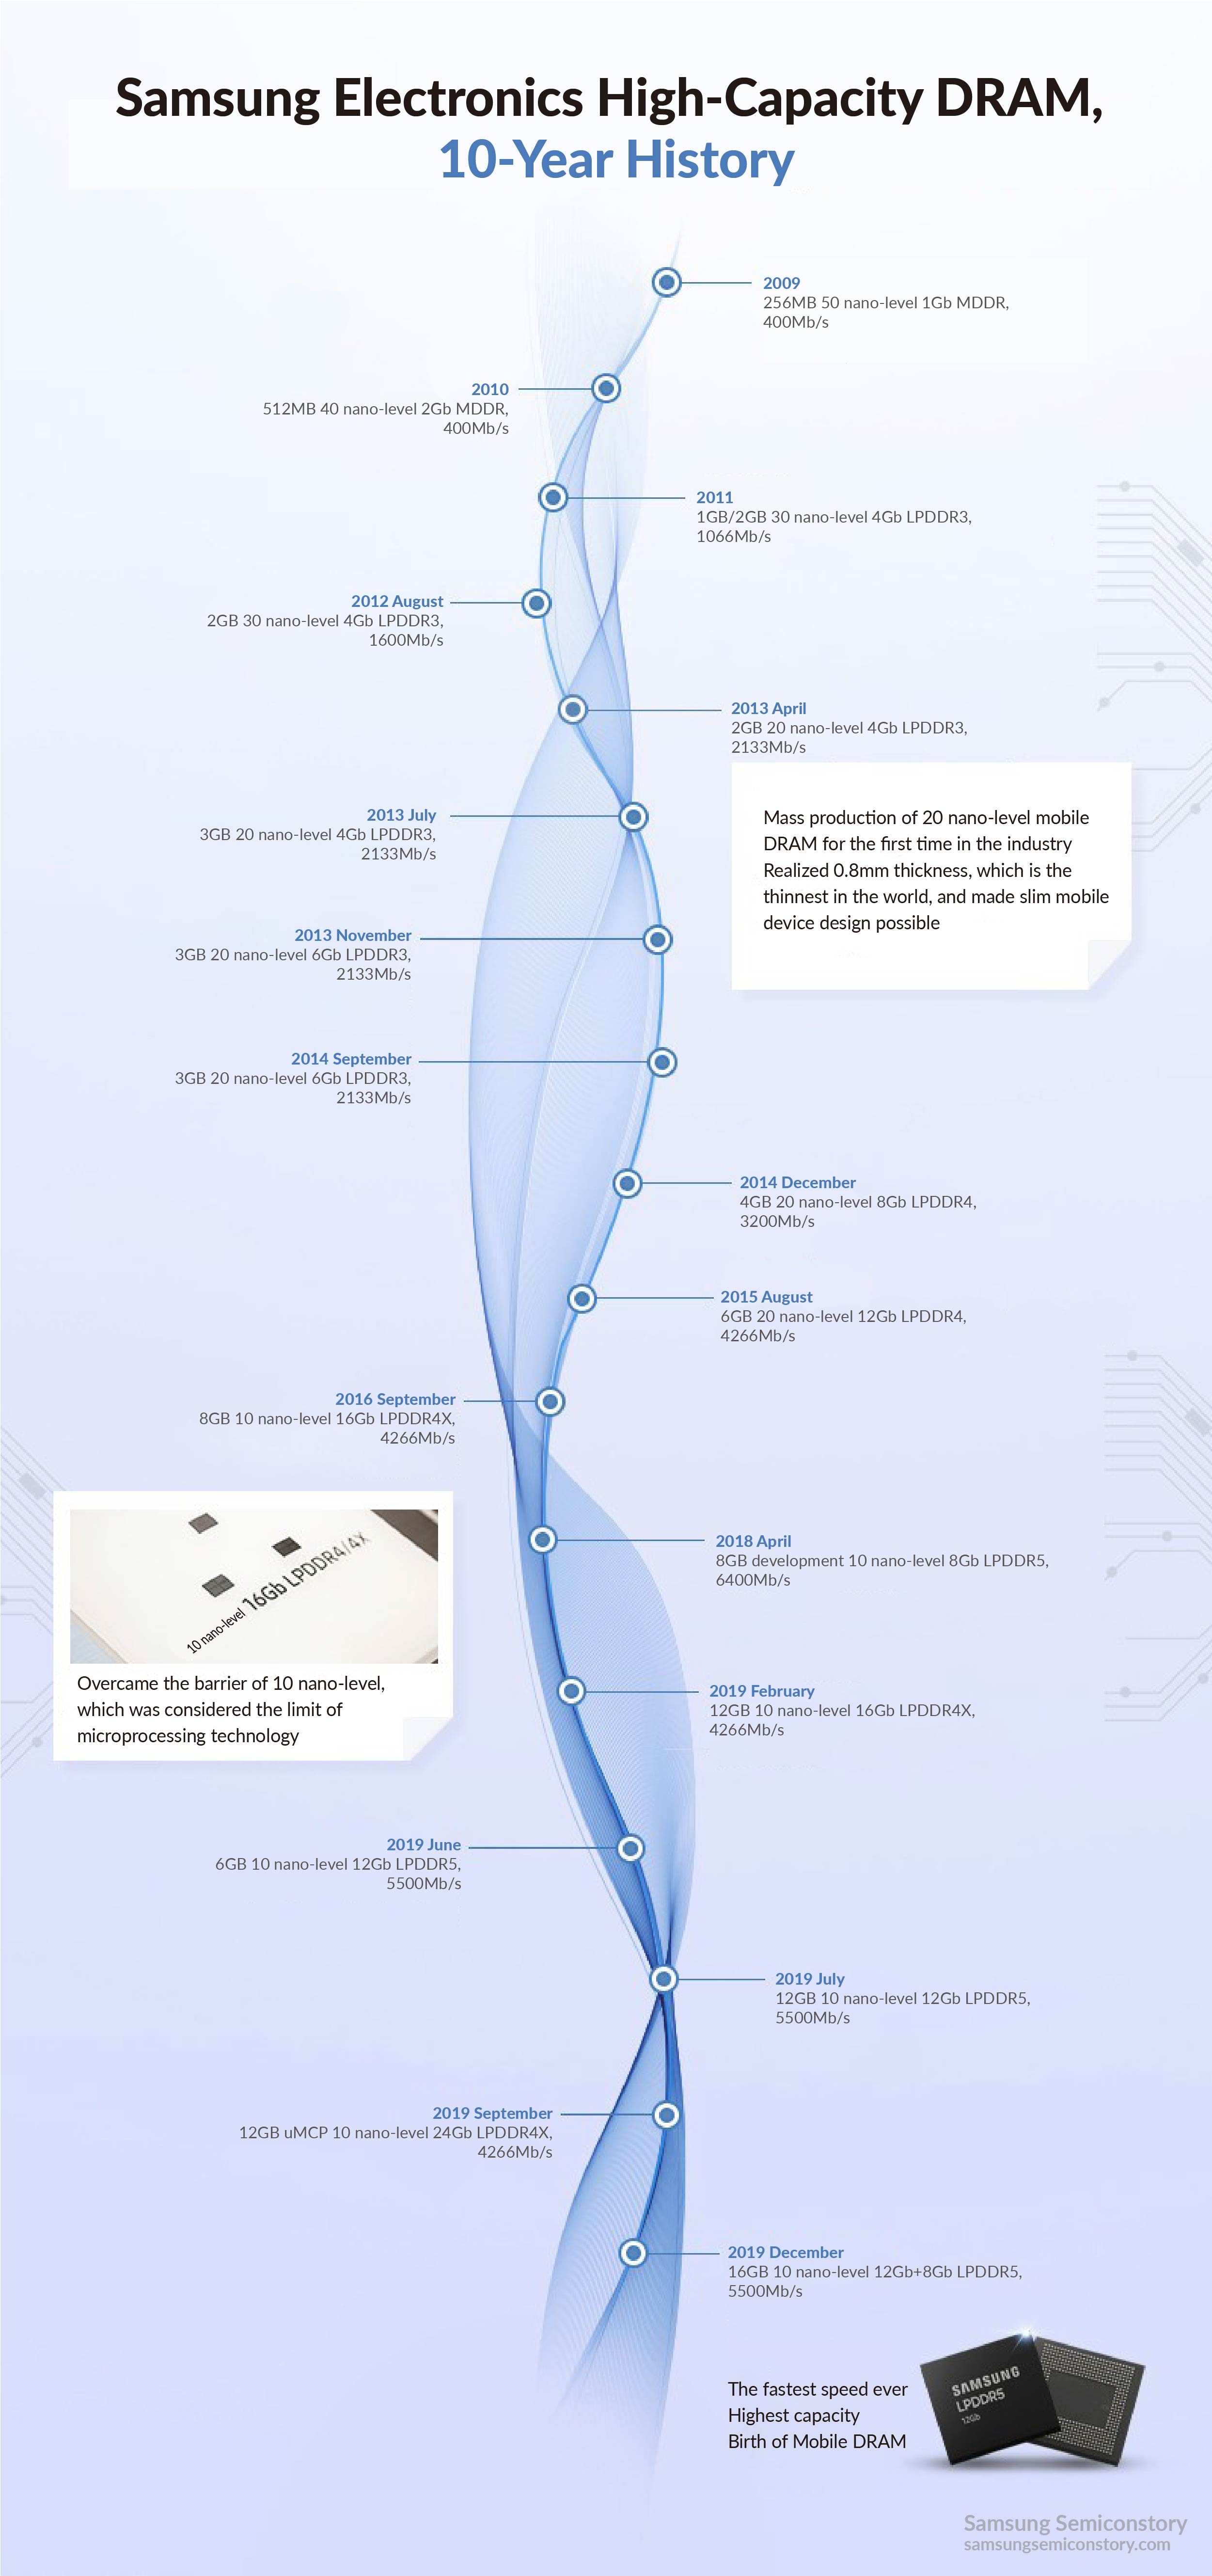 Samsung Electronics High-Capacity DRAM,
10-Year History
2009
256MB 50 nano-level 1Gb MDDR,
400Mb/s
2010
512MB 40 nano-level 2Gb MDDR,
400Mb/s
2011
1GB/2GB 30 nano-level 4Gb LPDDR3,
1066Mb/s
2012 August
2GB 30 nano-level 4Gb LPDDR3,
1600Mb/s
2013 April
2GB 20 nano-level 4Gb LPDDR3,
2133Mb/s
Mass production of 20 nano-level mobile
DRAM for the first time in the industry
Realized 0.8mm thickness, which is the
thinnest in the world, and made slim mobile
device design possible
2013 July
3GB 20 nano-level 4Gb LPDDR3,
2133Mb/s
2013 November
3GB 20 nano-level 6Gb LPDDR3,
2133Mb/s
2014 September
3GB 20 nano-level 6Gb LPDDR3,
2133Mb/s
2014 December
4GB 20 nano-level 8Gb LPDDR4,
3200Mb/s
2015 August
6GB 20 nano-level 12Gb LPDDR4,
4266Mb/s
2016 September
8GB 10 nano-level 16Gb LPDDR4X,
4266Mb/s
10 nano-level 16Gb LPDDR4/4X
Overcame the barrier of 10 nano-level,
which was considered the limit of
microprocessing technology
2018 April
8GB development 10 nano-level 8Gb LPDDR5,
6400Mb/s
2019 February
12GB 10 nano-level 16Gb LPDDR4X,
4266Mb/s
2019 June
6GB 10 nano-level 12Gb LPDDR5,
5500Mb/s
2019 July
12GB 10 nano-level 12Gb LPDDR5,
5500Mb/s
2019 September
12GB uMCP 10 nano-level 24Gb LPDDR4X,
4266Mb/s
2019 December
16GB 10 nano-level 12Gb+8Gb LPDDR5,
5500Mb/s
The fastest speed ever
Highest capacity
Birth of Mobile DRAM
SAMSUNG
LPDDR5
12Gb
Samsung Semiconstory
samsungsemiconstory.com